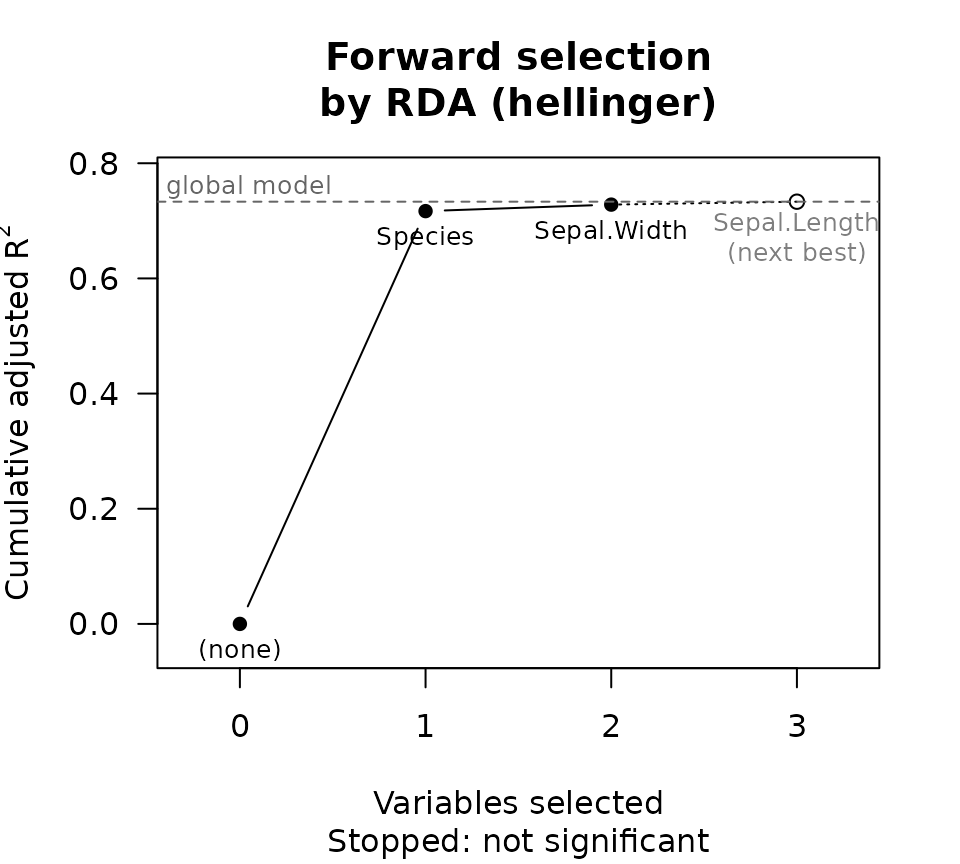 Forward selection
by RDA (hellinger)
Cumulative adjusted R²
0.8
0.6
0.4
0.2
0.0
global model
Species
Sepal.Width
Sepal.Length
(next best)
(none)
0 1 2 3
Variables selected
Stopped: not significant